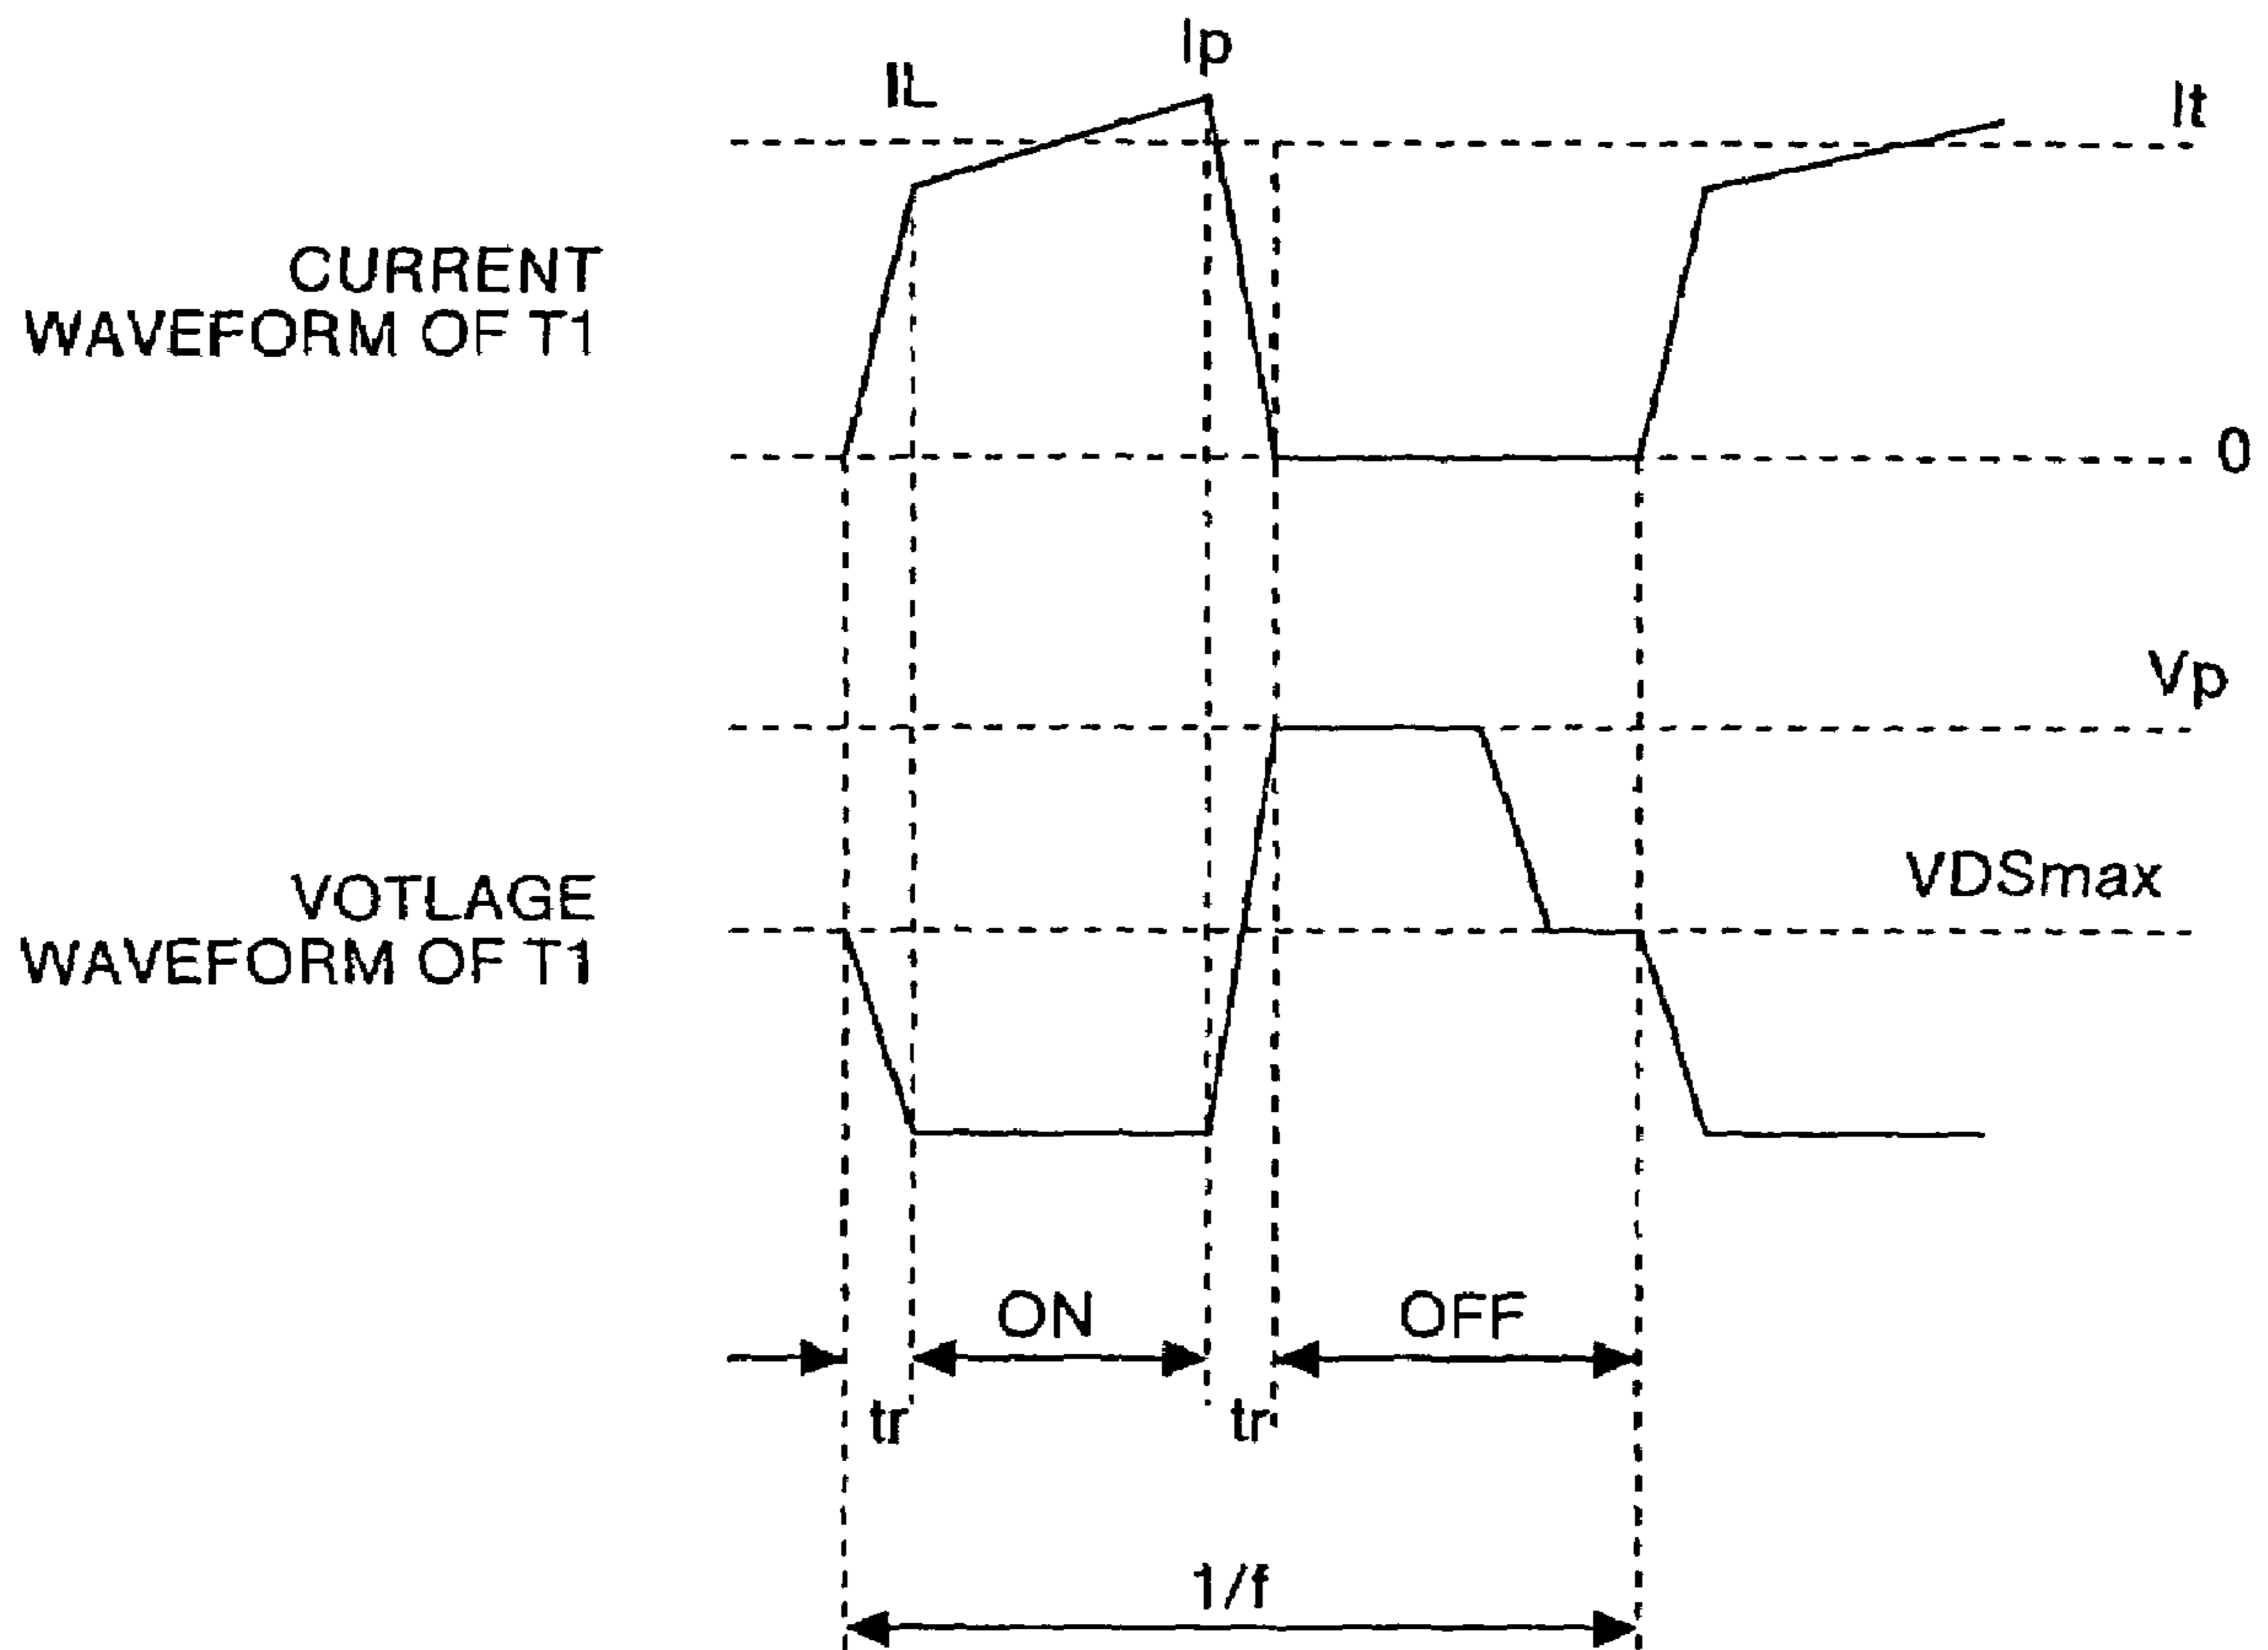 Ip
IL
It
CURRENT
WAVEFORM OF T1
0
Vp
VOTLAGE
WAVEFORM OF T1
VDSmax
ON
OFF
tr
tr
1/f